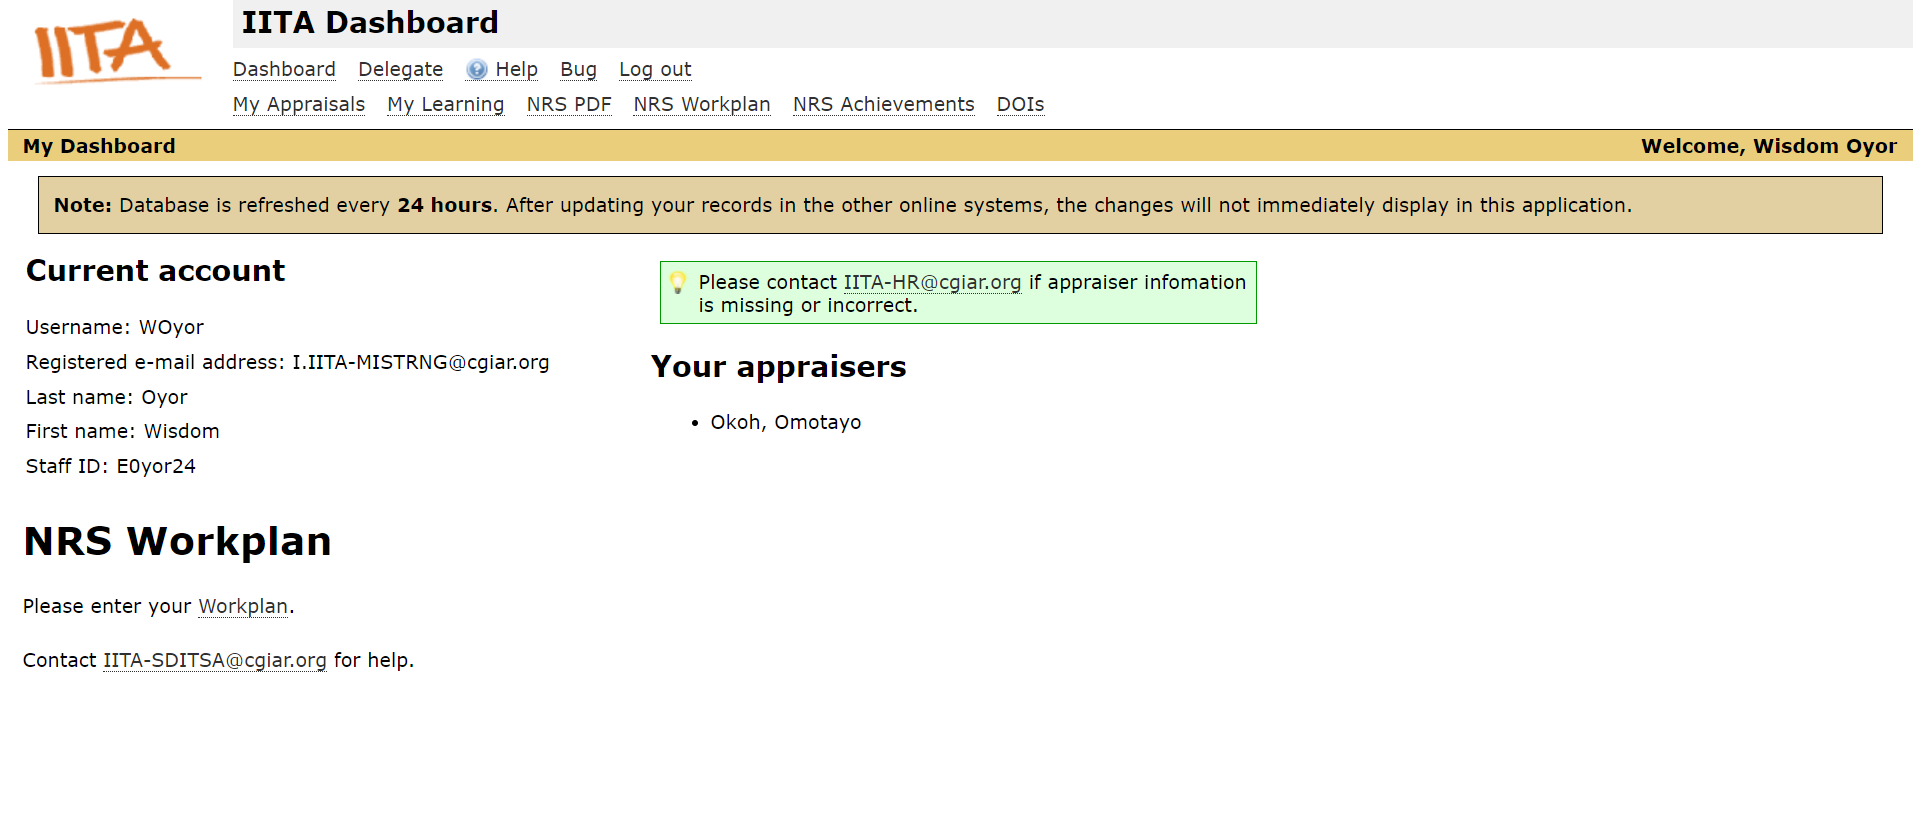 IITA
IITA Dashboard
Dashboard Delegate Help Bug Log out
My Appraisals My Learning NRS PDF NRS Workplan NRS Achievements DOIs
My Dashboard
Welcome, Wisdom Oyor
Note: Database is refreshed every 24 hours. After updating your records in the other online systems, the changes will not immediately display in this application.
Current account
Username: WOyor
Registered e-mail address: I.IITA-MISTRNG@cgiar.org
Last name: Oyor
First name: Wisdom
Staff ID: E0yor24
Please contact IITA-HR@cgiar.org if appraiser infomation
is missing or incorrect.
Your appraisers
• Okoh, Omotayo
NRS Workplan
Please enter your Workplan.
Contact IITA-SDITSA@cgiar.org for help.